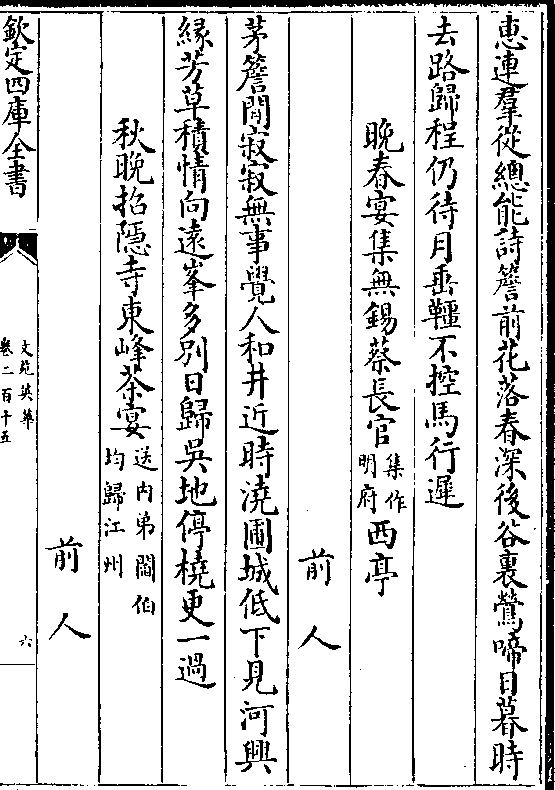 惠連羣從總能詩簷前花落春深後谷裏鶯啼日暮時
去路歸程仍待月垂韁不控馬行遲
晚春宴集無錫蔡長官集作明府西亭
前人
茅簷閒寂寂無事覺人和井近時澆圃城低下見河興
緣芳草積情向遠峯多别日歸吳地停橈更一過
秋晚招隠寺東峰茶宴送内弟閻伯均歸江州
前人
欽定四庫全書
文苑英華
卷二百十五
六